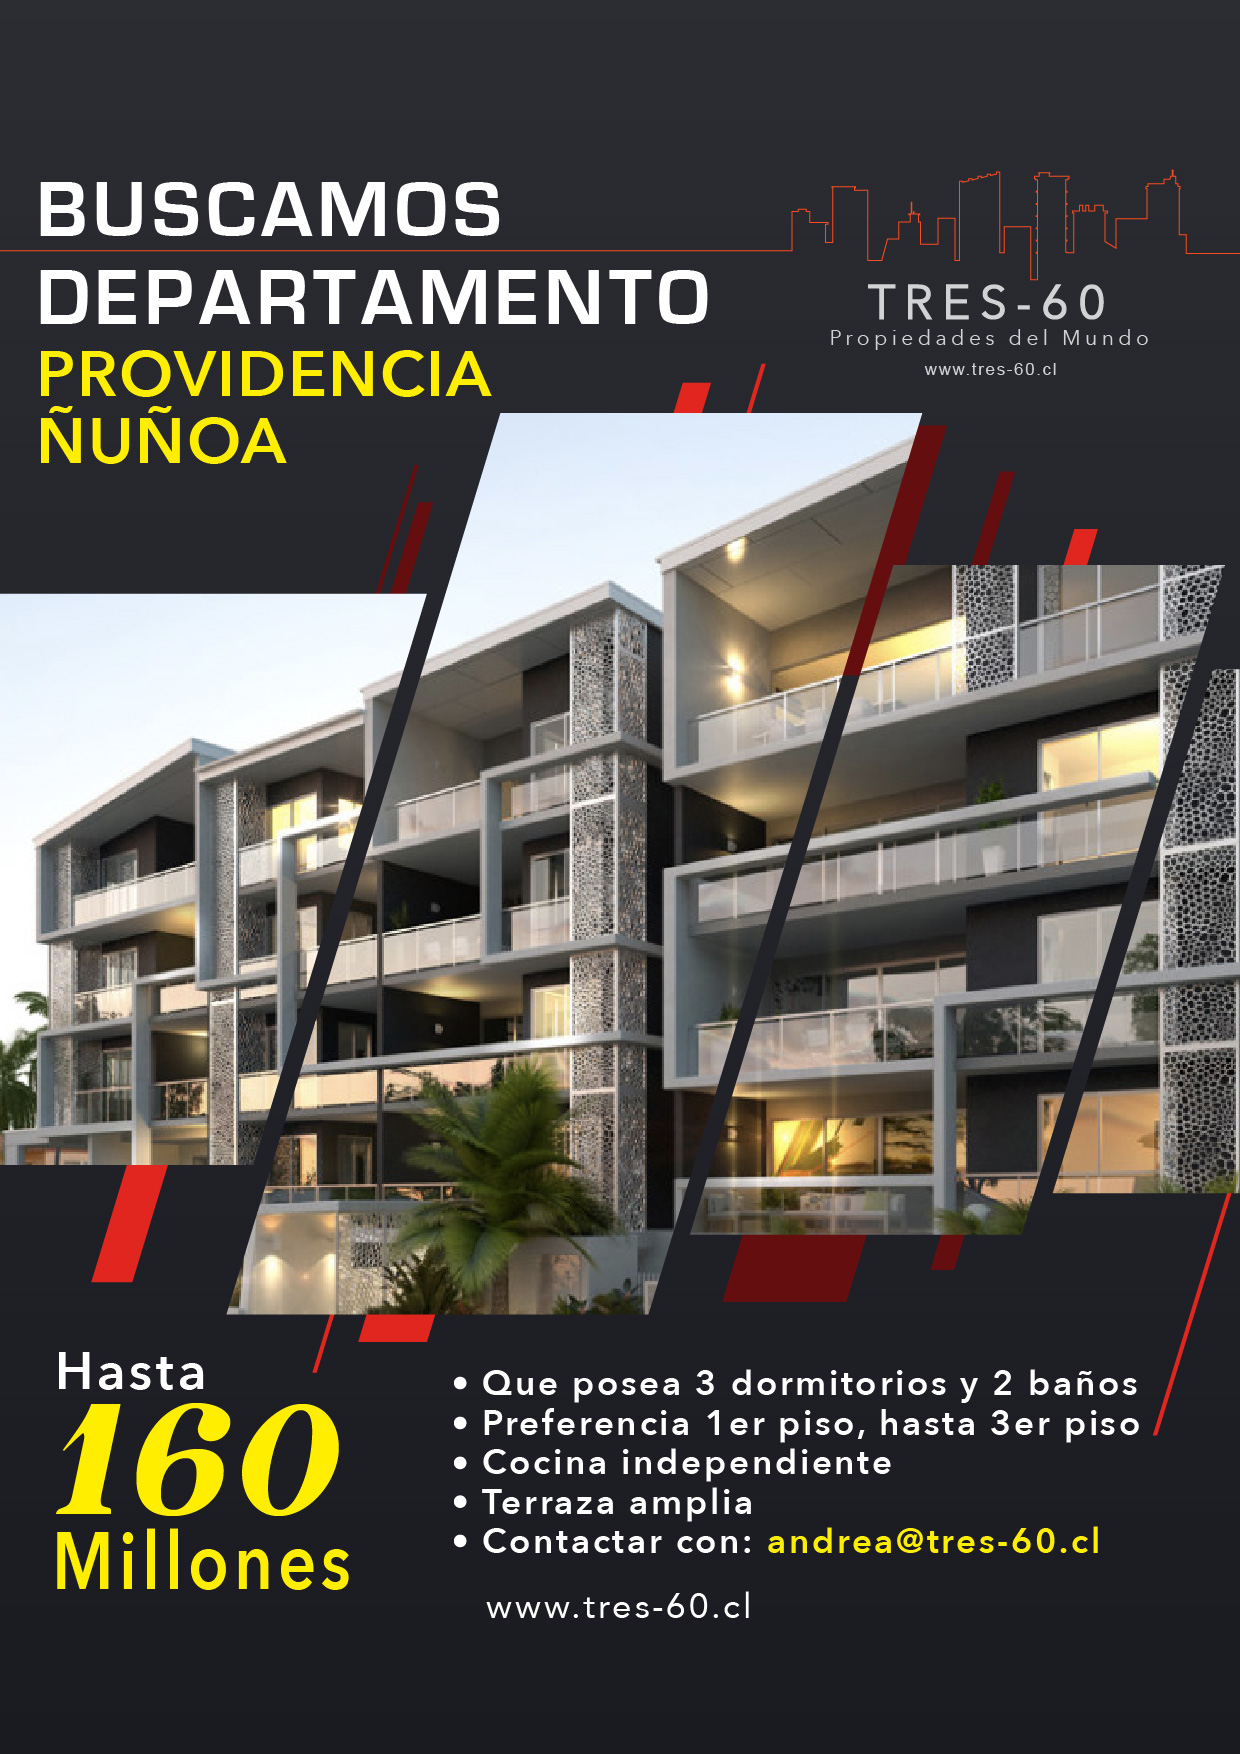 BUSCAMOS
DEPARTAMENTO
PROVIDENCIA
ÑUÑOA
TRES-60
Propiedades del Mundo
www.tres-60.cl
Hasta
160
Millones
• Que posea 3 dormitorios y 2 baños
• Preferencia 1er piso, hasta 3er piso
• Cocina independiente
• Terraza amplia
• Contactar con: andrea@tres-60.cl
www.tres-60.cl